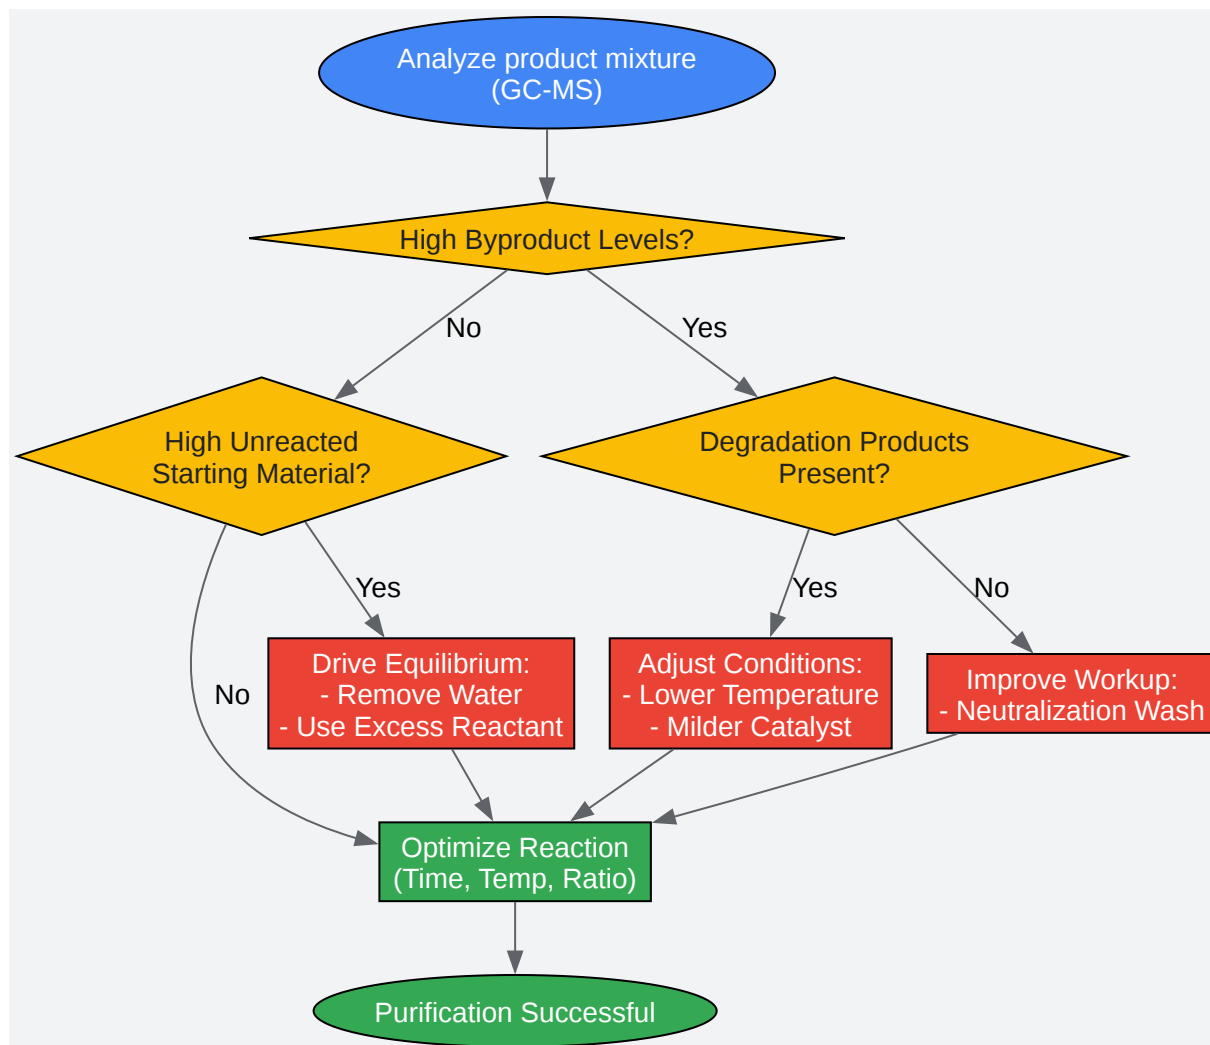 Analyze product mixture
(GC-MS)
High Byproduct Levels?
No
Yes
High Unreacted
Starting Material?
Degradation Products
Present?
Yes
Yes
No
No
Drive Equilibrium:
- Remove Water
- Use Excess Reactant
Adjust Conditions:
- Lower Temperature
- Milder Catalyst
Improve Workup:
- Neutralization Wash
Optimize Reaction
(Time, Temp, Ratio)
Purification Successful